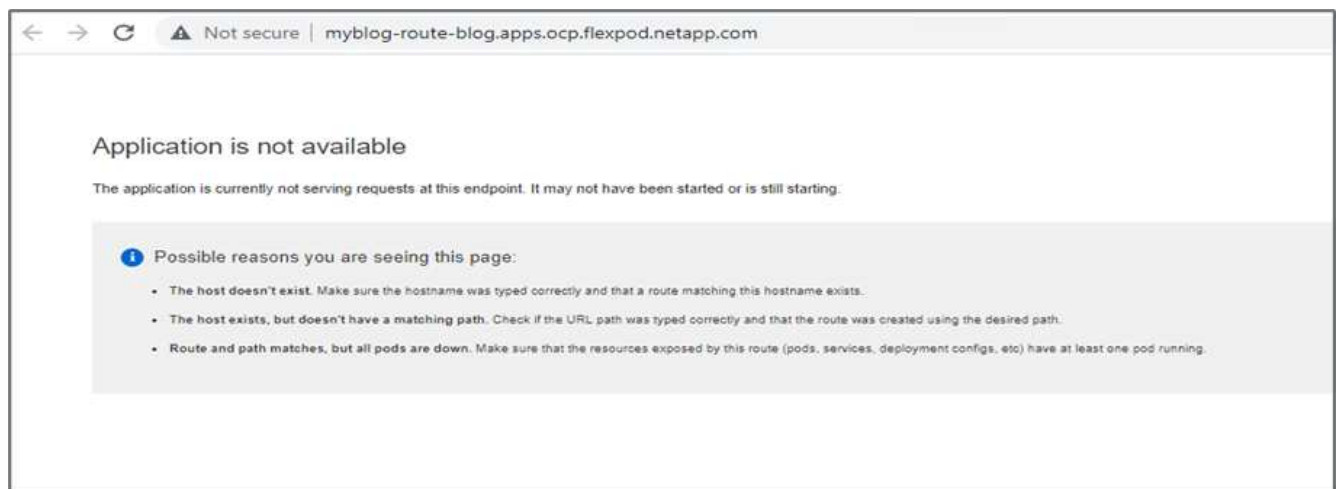 Not secure | myblog-route-blog.apps.ocp.flexpod.netapp.com
Application is not available
The application is currently not serving requests at this endpoint. It may not have been started or is still starting.
Possible reasons you are seeing this page:
• The host doesn't exist. Make sure the hostname was typed correctly and that a route matching this hostname exists.
• The host exists, but doesn't have a matching path. Check if the URL path was typed correctly and that the route was created using the desired path.
• Route and path matches, but all pods are down. Make sure that the resources exposed by this route (pods, services, deployment configs, etc) have at least one pod running.